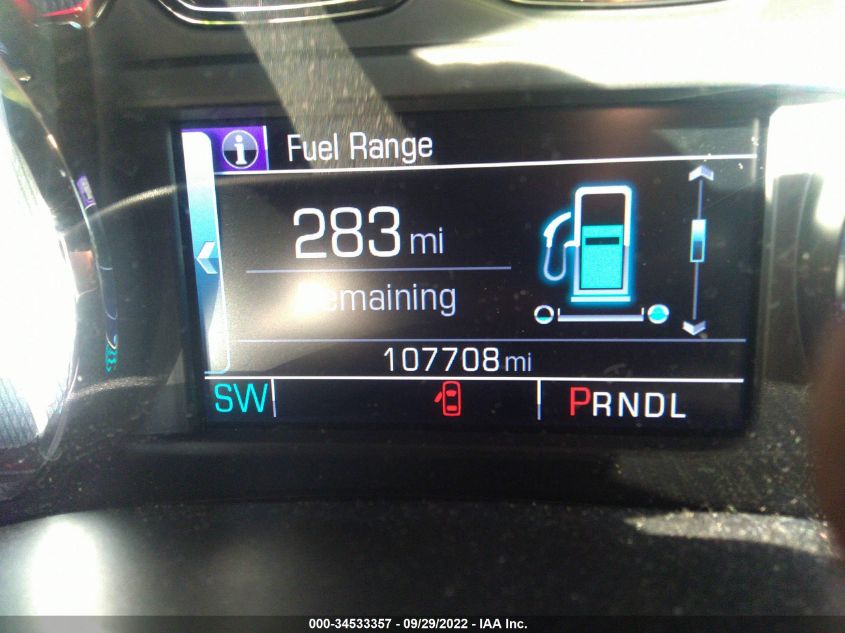 Fuel Range
283 mi
Remaining
107708 mi
SW PRNDL
000-34533357 - 09/29/2022 - IAA Inc.